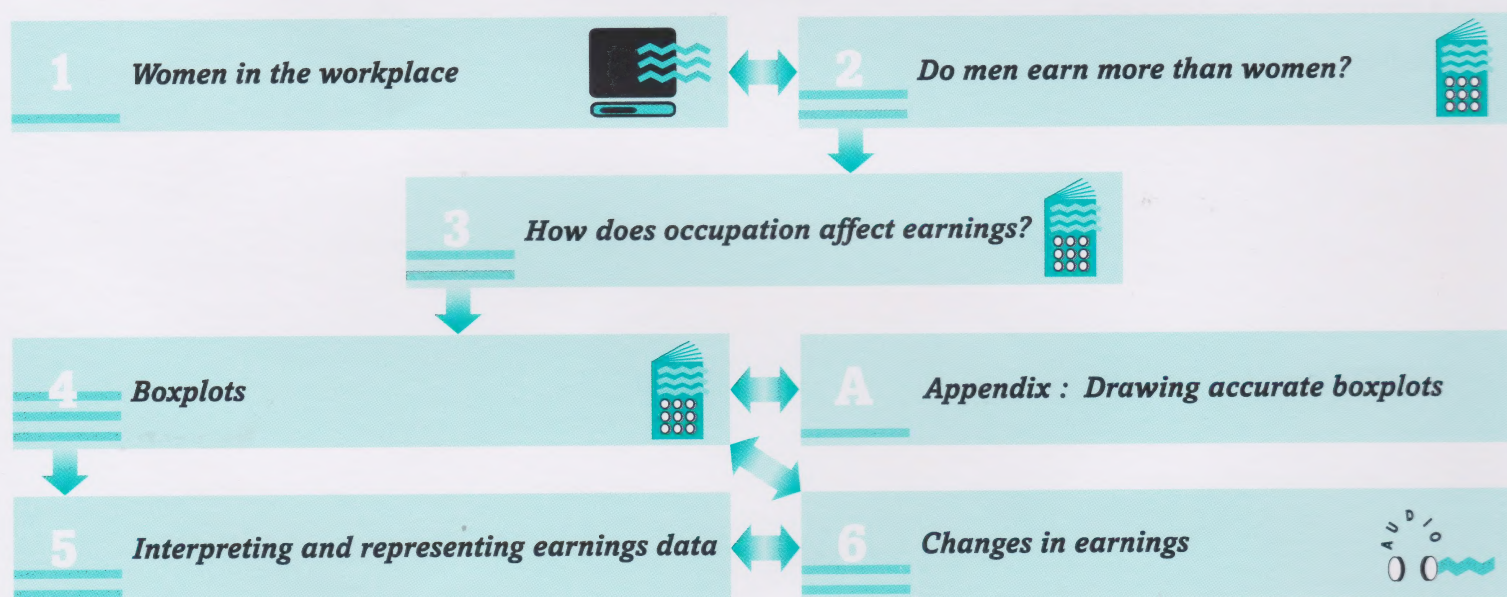 1 Women in the workplace
2 Do men earn more than women?
3 How does occupation affect earnings?
4 Boxplots
A Appendix : Drawing accurate boxplots
5 Interpreting and representing earnings data
6 Changes in earnings
AUDIO